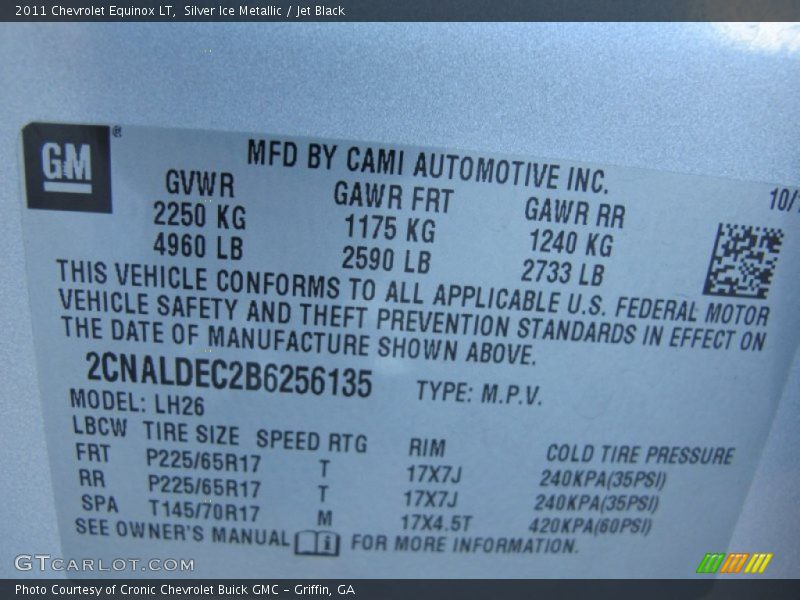 2011 Chevrolet Equinox LT, Silver Ice Metallic / Jet Black
GM ®
MFD BY CAMI AUTOMOTIVE INC.
GVWR GAWR FRT GAWR RR 10/
2250 KG 1175 KG 1240 KG
4960 LB 2590 LB 2733 LB
THIS VEHICLE CONFORMS TO ALL APPLICABLE U.S. FEDERAL MOTOR
VEHICLE SAFETY AND THEFT PREVENTION STANDARDS IN EFFECT ON
THE DATE OF MANUFACTURE SHOWN ABOVE.
2CNALDEC2B6256135 TYPE: M.P.V.
MODEL: LH26
LBCW TIRE SIZE SPEED RTG RIM COLD TIRE PRESSURE
FRT P225/65R17 T 17X7J 240KPA(35PSI)
RR P225/65R17 T 17X7J 240KPA(35PSI)
SPA T145/70R17 M 17X4.5T 420KPA(60PSI)
SEE OWNER'S MANUAL FOR MORE INFORMATION.
GTcarlot.com
Photo Courtesy of Cronic Chevrolet Buick GMC – Griffin, GA